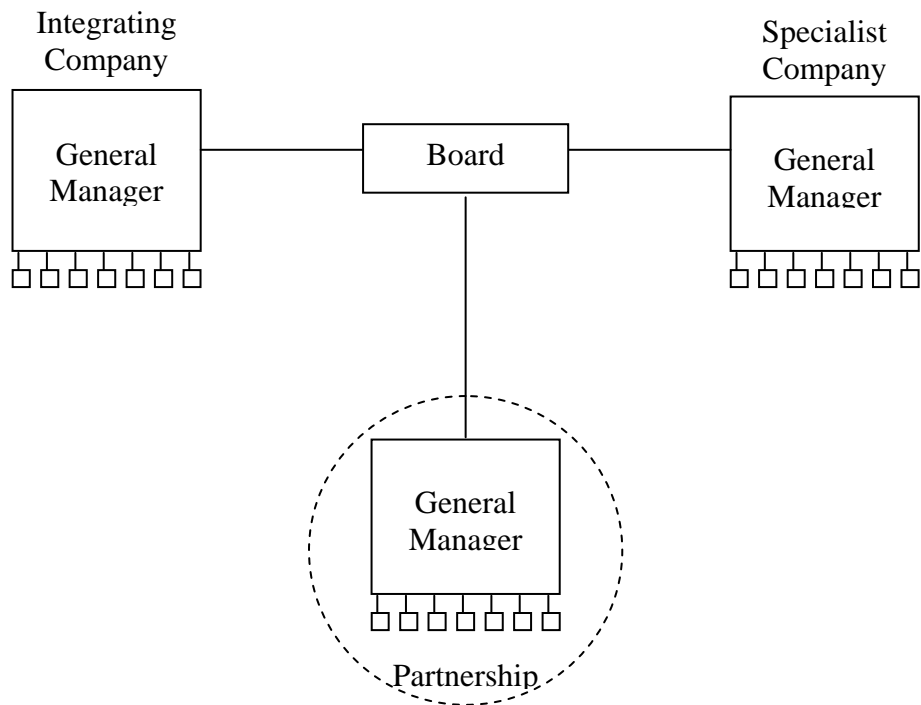 Integrating
Company
Specialist
Company
General
Manager
Board
General
Manager
General
Manager
Partnership